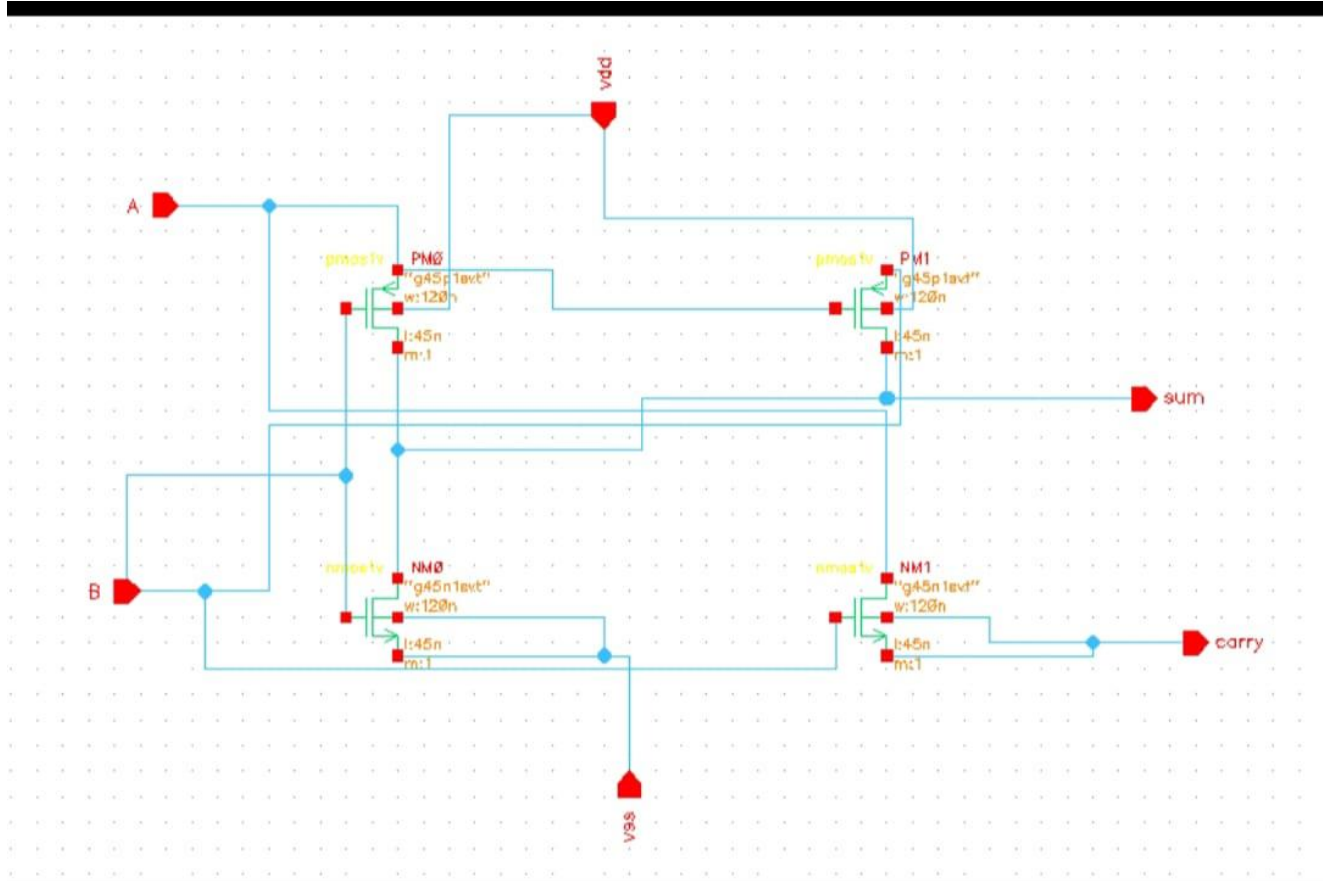 vdd
A
pmos1v
PM0
"g45p1svt"
w:120n
l:45n
m:1
pmos1v
PM1
"g45p1svt"
w:120n
l:45n
m:1
sum
B
nmos1v
NM0
"g45n1svt"
w:120n
l:45n
m:1
nmos1v
NM1
"g45n1svt"
w:120n
l:45n
m:1
carry
vss